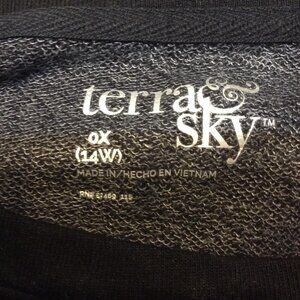 terra&
sky™
0X
(14W)
MADE IN/HECHO EN VIETNAM